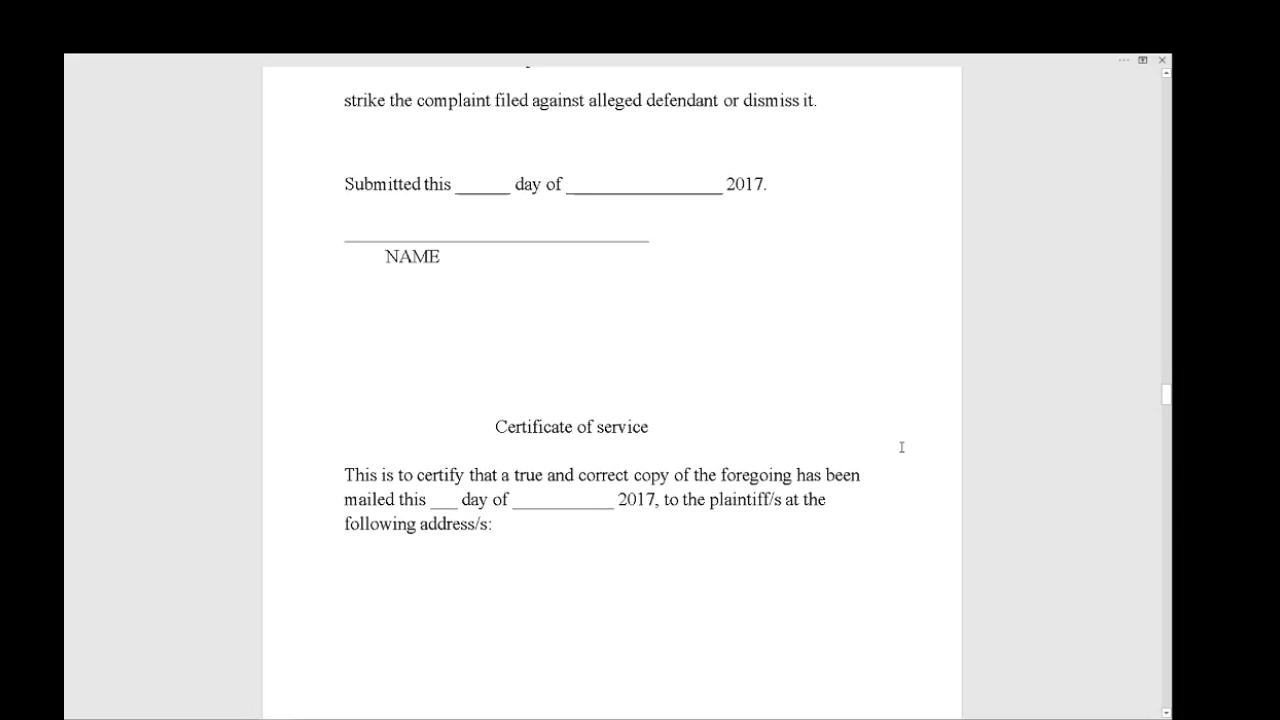 strike the complaint filed against alleged defendant or dismiss it.
Submitted this ______ day of _________________ 2017.
_________________________________
NAME
Certificate of service
This is to certify that a true and correct copy of the foregoing has been
mailed this ___ day of ___________ 2017, to the plaintiff/s at the
following address/s: